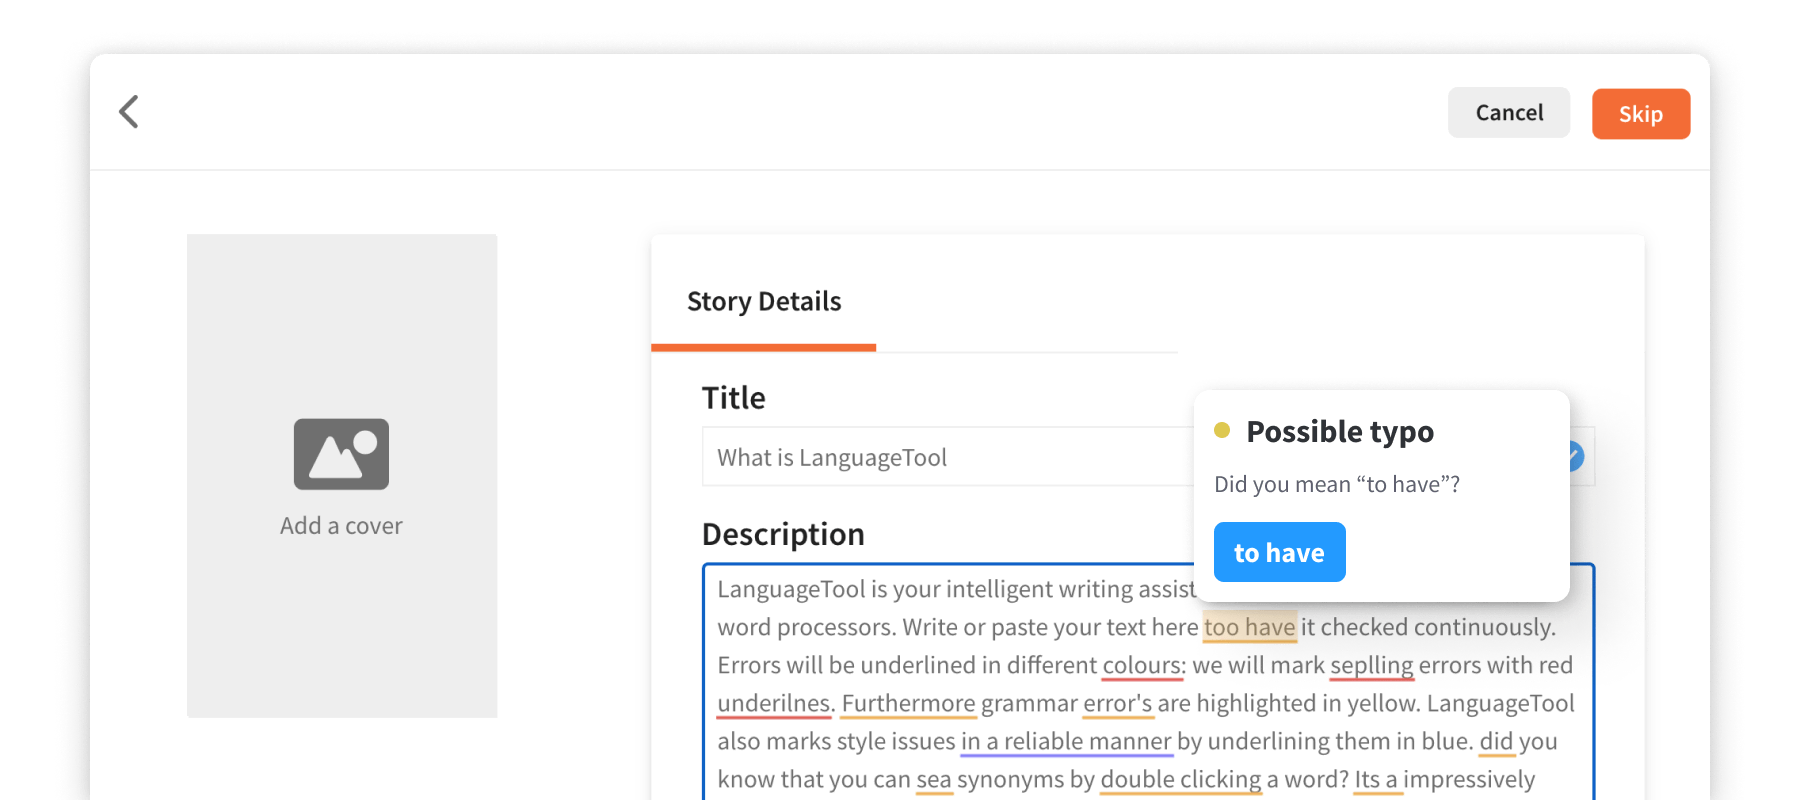 Cancel
Skip
Story Details
Title
What is LanguageTool
Possible typo
Did you mean “to have”?
to have
Add a cover
Description
LanguageTool is your intelligent writing
word processors. Write or paste your text here too have it checked continuously.
Errors will be underlined in different colours: we will mark seplling errors with red
underilnes. Furthermore grammar error's are highlighted in yellow. LanguageTool
also marks style issues in a reliable manner by underlining them in blue. did you
know that you can sea synonyms by double clicking a word? Its a impressively